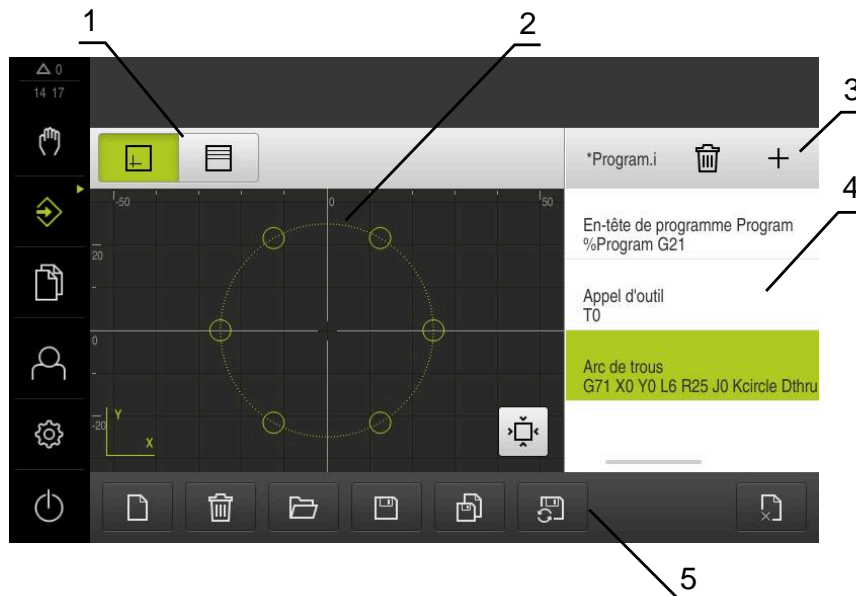 1
2
3
4
5
0
14 17
*Program.i
-50
0
50
20
0
-20
Y
X
En-tête de programme Program
%Program G21
Appel d'outil
T0
Arc de trous
G71 X0 Y0 L6 R25 J0 Kcircle Dthru